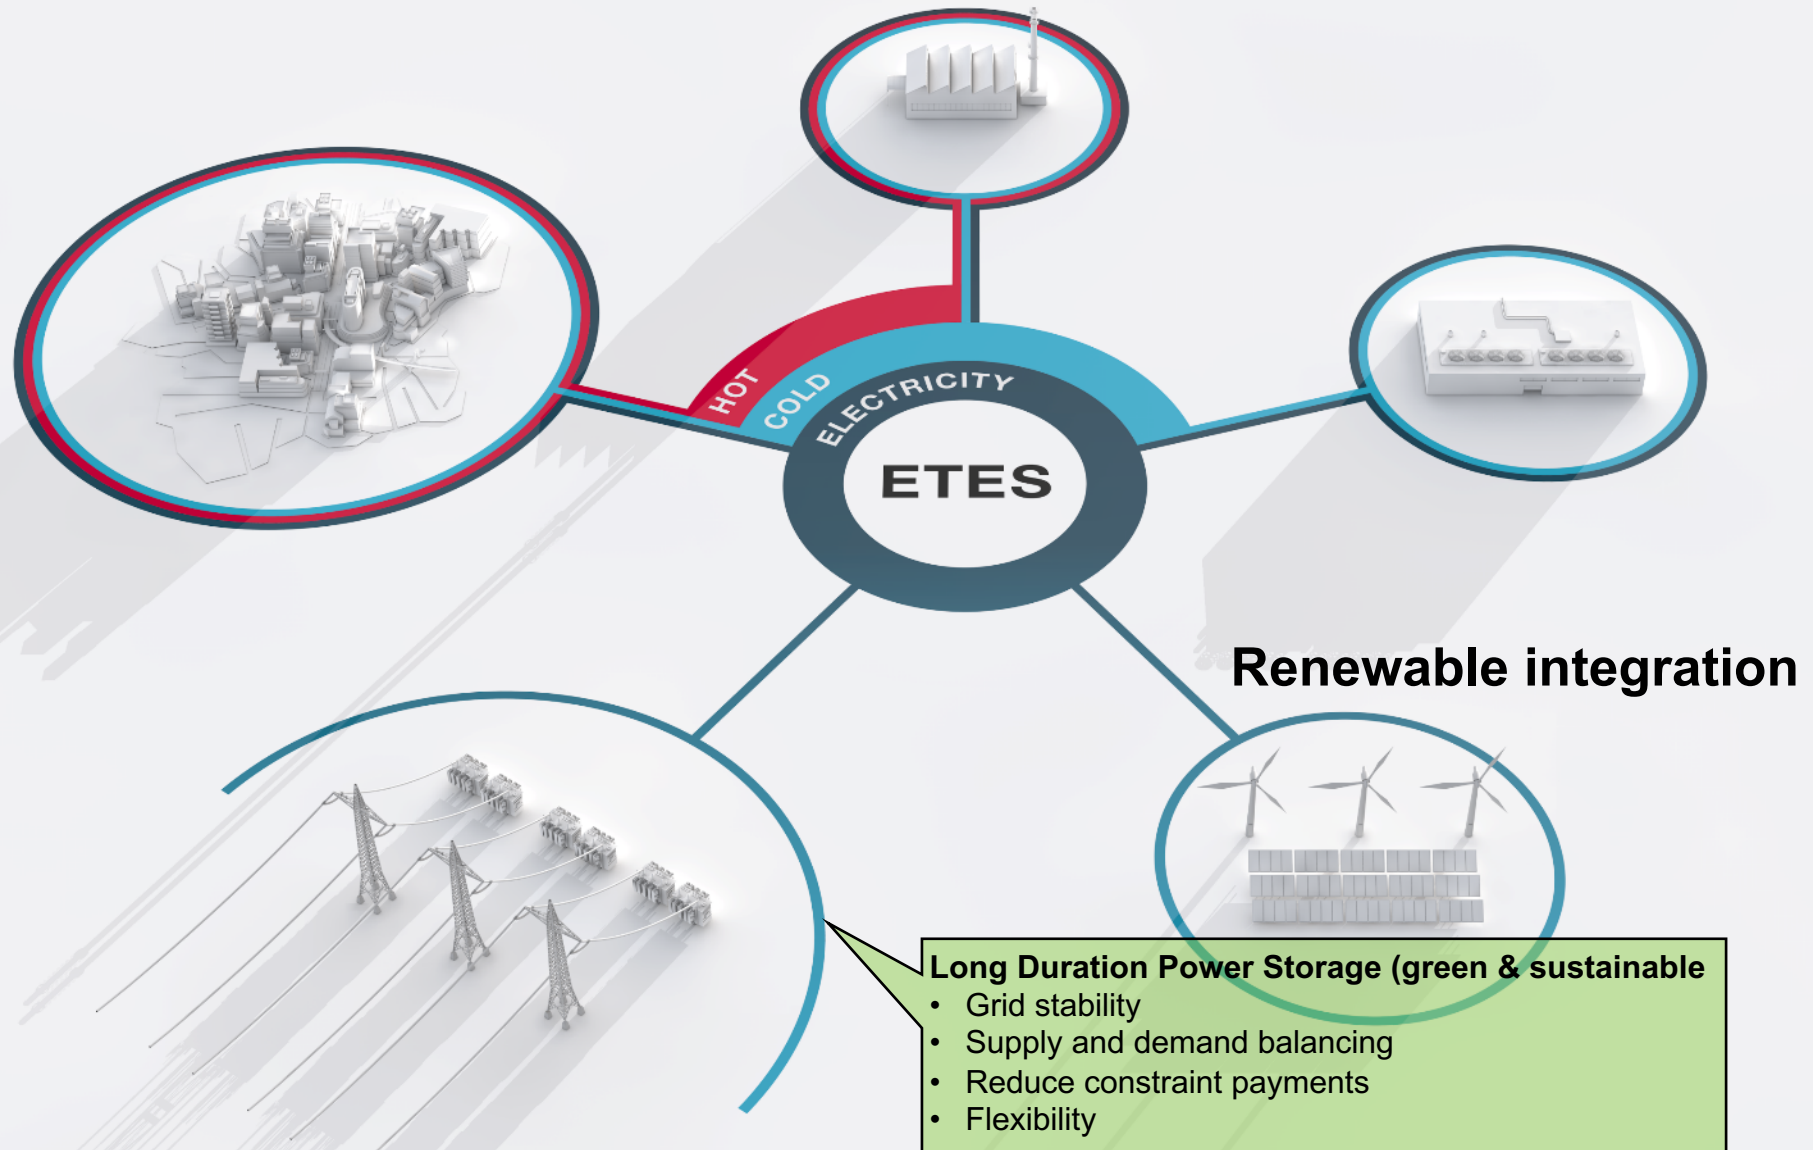 HOT
COLD
ELECTRICITY
ETES
Renewable integration
Long Duration Power Storage (green & sustainable
• Grid stability
• Supply and demand balancing
• Reduce constraint payments
• Flexibility